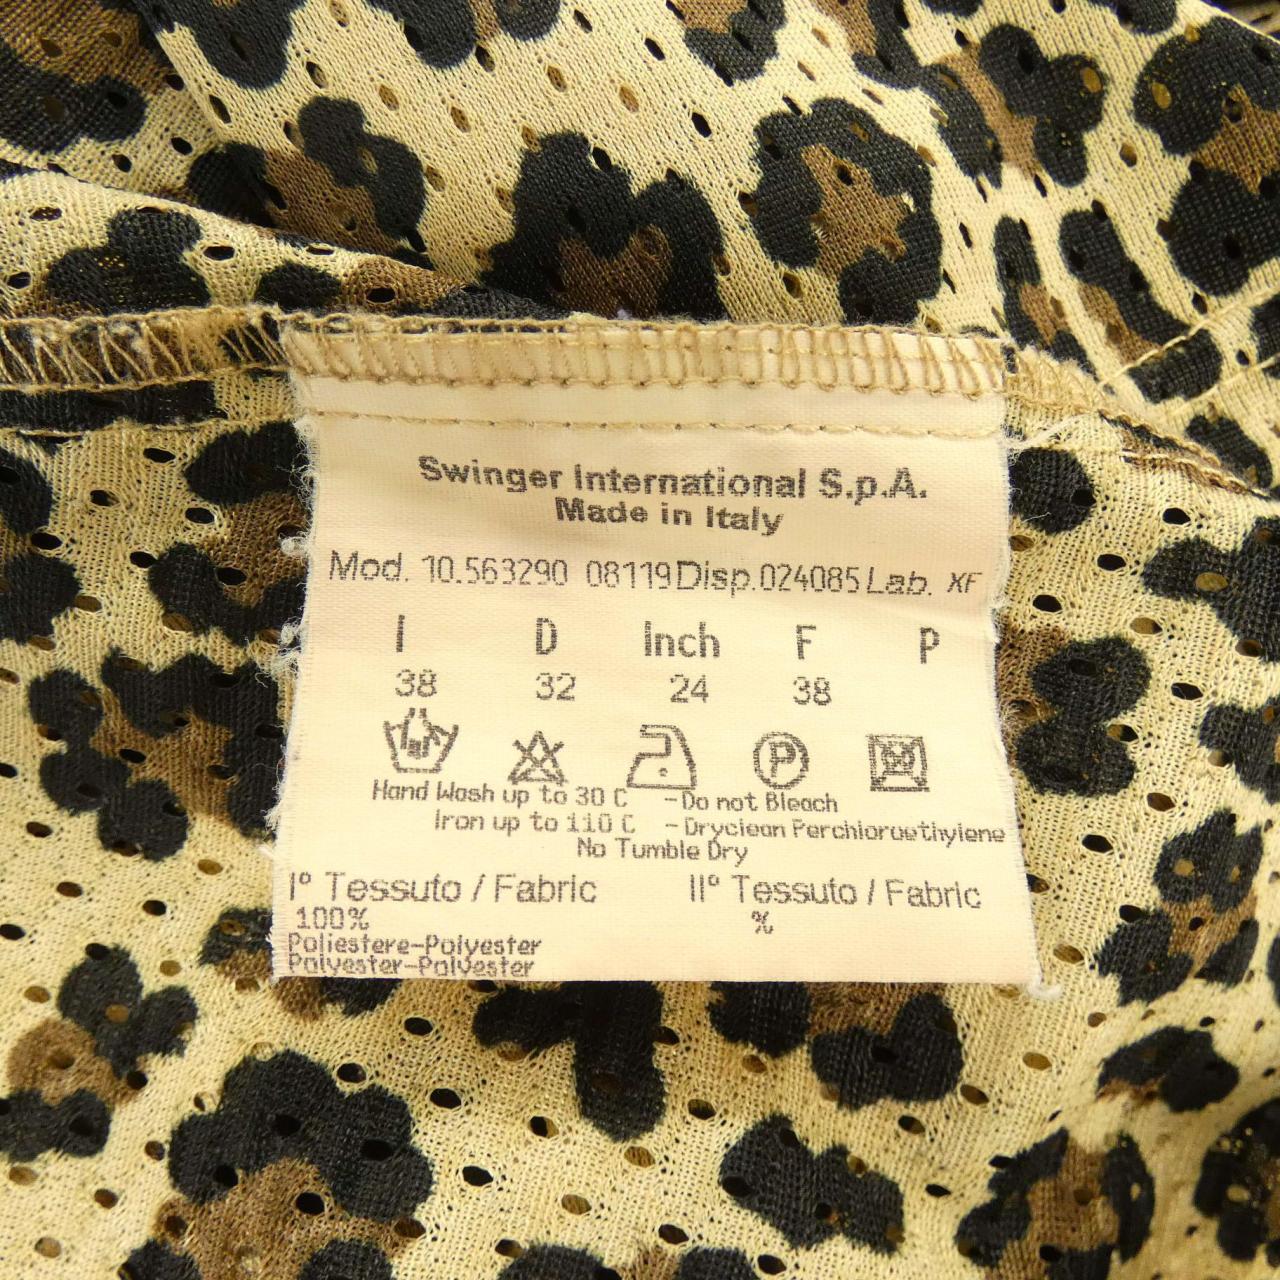 Swinger International S.p.A.
Made in Italy
Mod. 10.563290 08119 Disp. 024085 Lab. XF
I D Inch F P
38 32 24 38
P
Hand Wash up to 30 C -Do not Bleach
Iron up to 110 C -Dryclean Perchloroethylene
No Tumble Dry
I° Tessuto / Fabric II° Tessuto / Fabric
100% %
Poliestere-Polyester
Polyester-Polyester